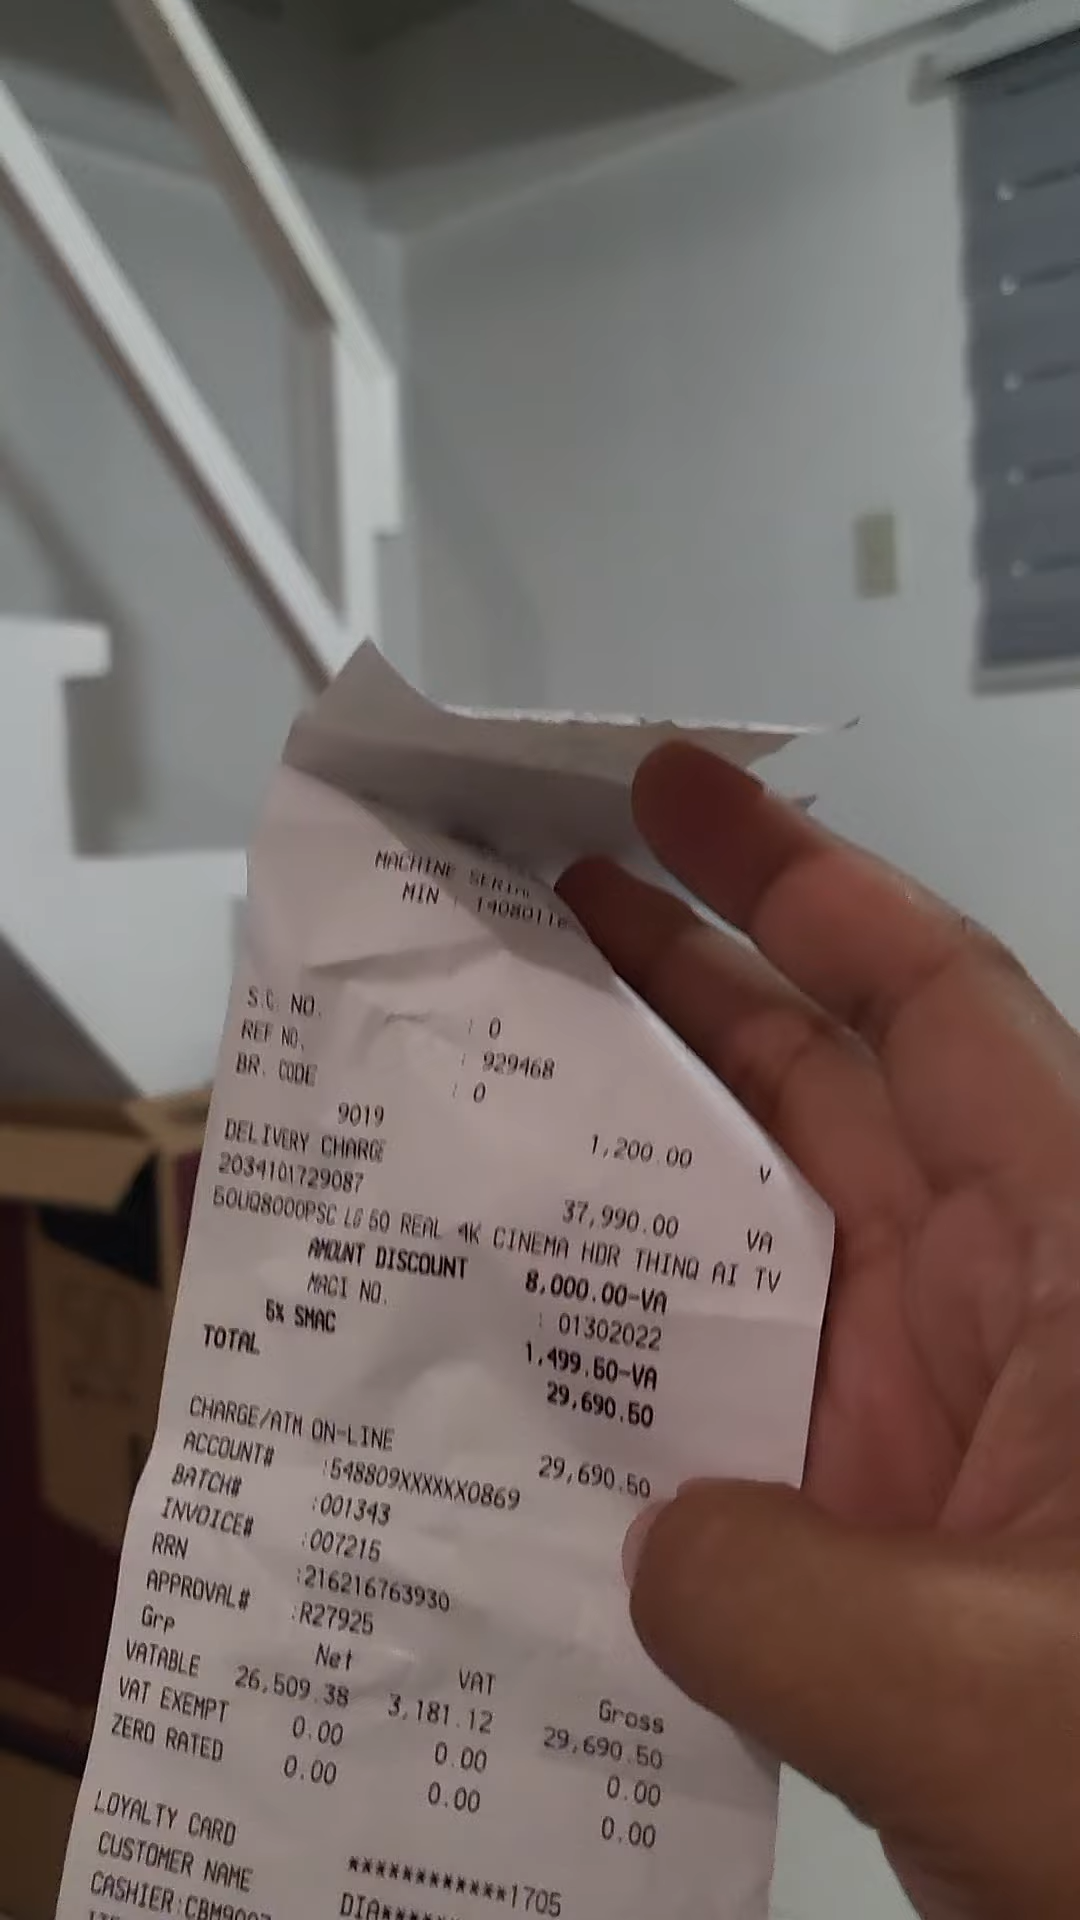 MACHINE
MIN : 1408011
S.C. NO. : 0
REF NO. : 929468
BR. CODE : 0
9019
DELIVERY CHARGE 1,200.00 V
2034101729087
37,990.00 VA
50UQ8000PSC LG 50 REAL 4K CINEMA HDR THINQ AI TV
AMOUNT DISCOUNT 8,000.00-VA
MACI NO. : 01302022
5% SMAC 1,499.50-VA
TOTAL 29,690.50
CHARGE/ATM ON-LINE 29,690.50
ACCOUNT# :548809XXXXXX0869
BATCH# :001343
INVOICE# :007215
RRN :216216763930
APPROVAL# :R27925
Grp Net VAT Gross
VATABLE 26,509.38 3,181.12 29,690.50
VAT EXEMPT 0.00 0.00 0.00
ZERO RATED 0.00 0.00 0.00
LOYALTY CARD ************1705
CUSTOMER NAME DIA*****
CASHIER:CBM900